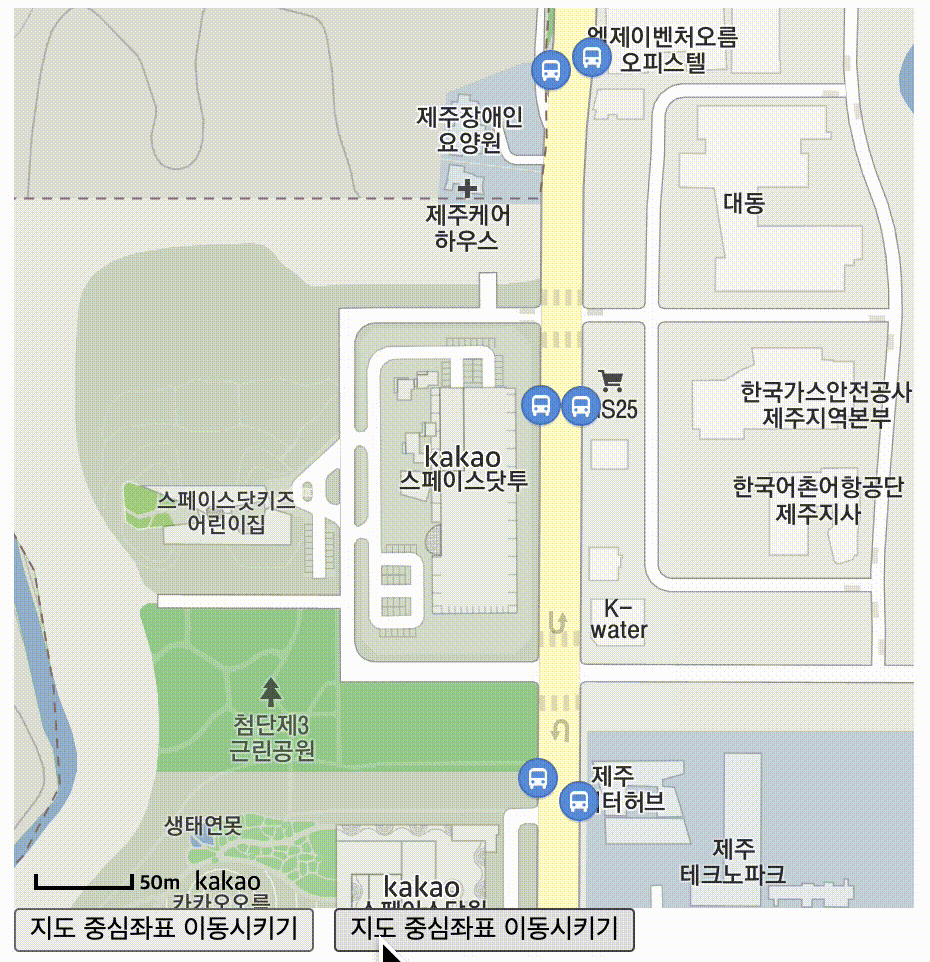 엘제이벤처오름
오피스텔
제주장애인
요양원
제주케어
하우스
대동
한국가스안전공사
제주지역본부
S25
kakao
스페이스닷투
한국어촌어항공단
제주지사
스페이스닷키즈
어린이집
K-
water
첨단제3
근린공원
제주
터허브
제주
테크노파크
생태연못
50m
kakao
카카오오름
kakao
스페이스닷원
지도 중심좌표 이동시키기
지도 중심좌표 이동시키기